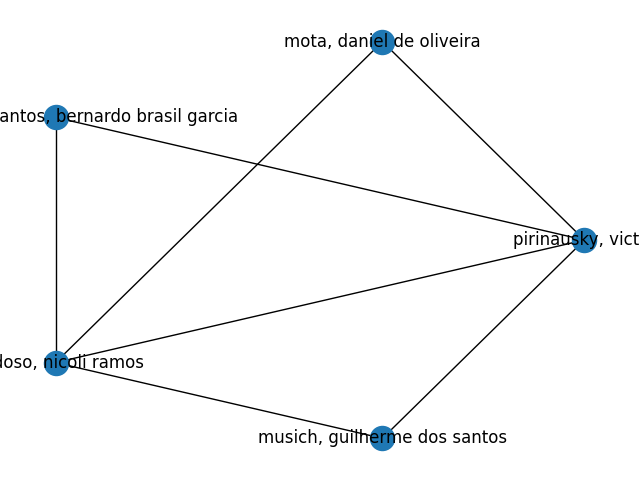 mota, daniel de oliveira
antos, bernardo brasil garcia
pirinausky, vict
doso, nicoli ramos
musich, guilherme dos santos